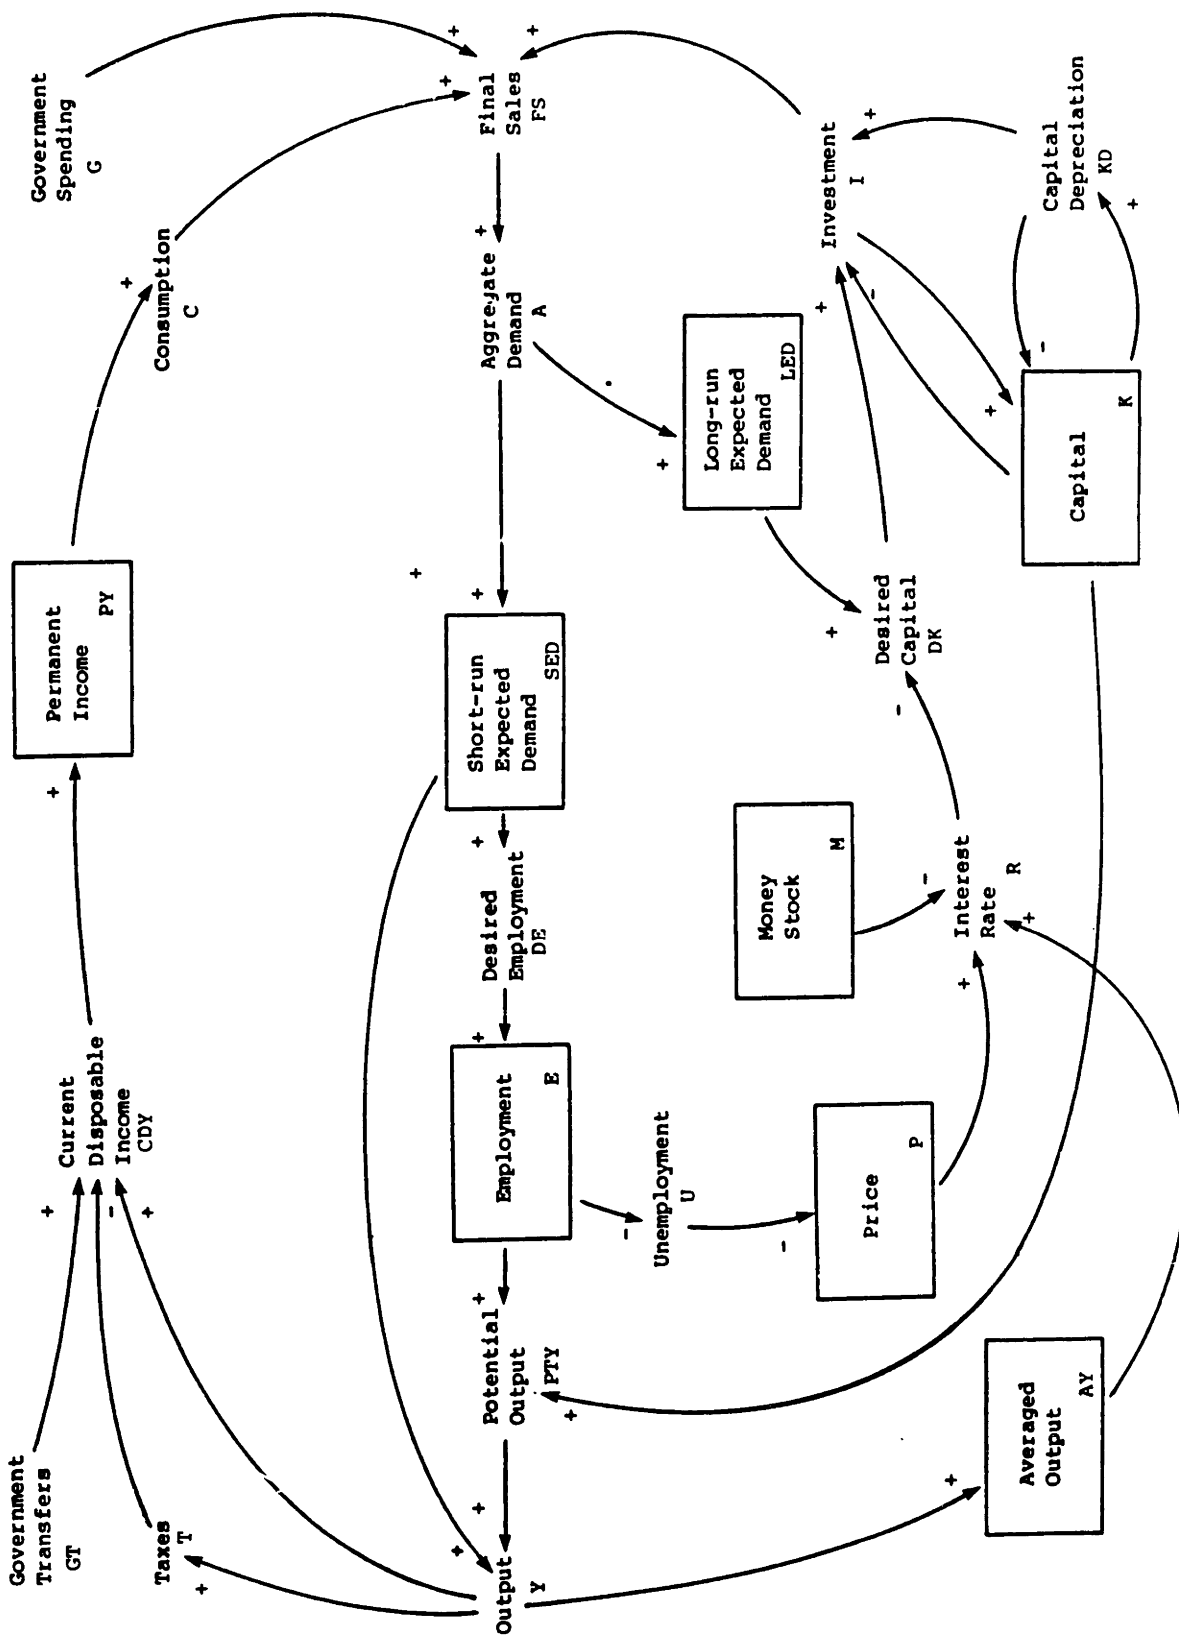 Government
Transfers
GT
Taxes
T
+
Output
Y
+
+
+
-
+
Current
Disposable
Income
CDY
+
Permanent
Income
PY
+
Consumption
C
Government
Spending
G
+
+
+
Final
Sales
FS
+
Aggregate
Demand
A
+
+
Short-run
Expected
Demand
SED
+
Desired
Employment
DE
+
Employment
E
+
Potential
Output
PTY
+
+
-
Unemployment
U
-
Price
P
+
Money
Stock
M
-
Interest
Rate
R
+
+
Averaged
Output
AY
-
Desired
Capital
DK
+
+
Long-run
Expected
Demand
LED
+
-
Investment
I
+
+
Capital
K
-
+
Capital
Depreciation
KD